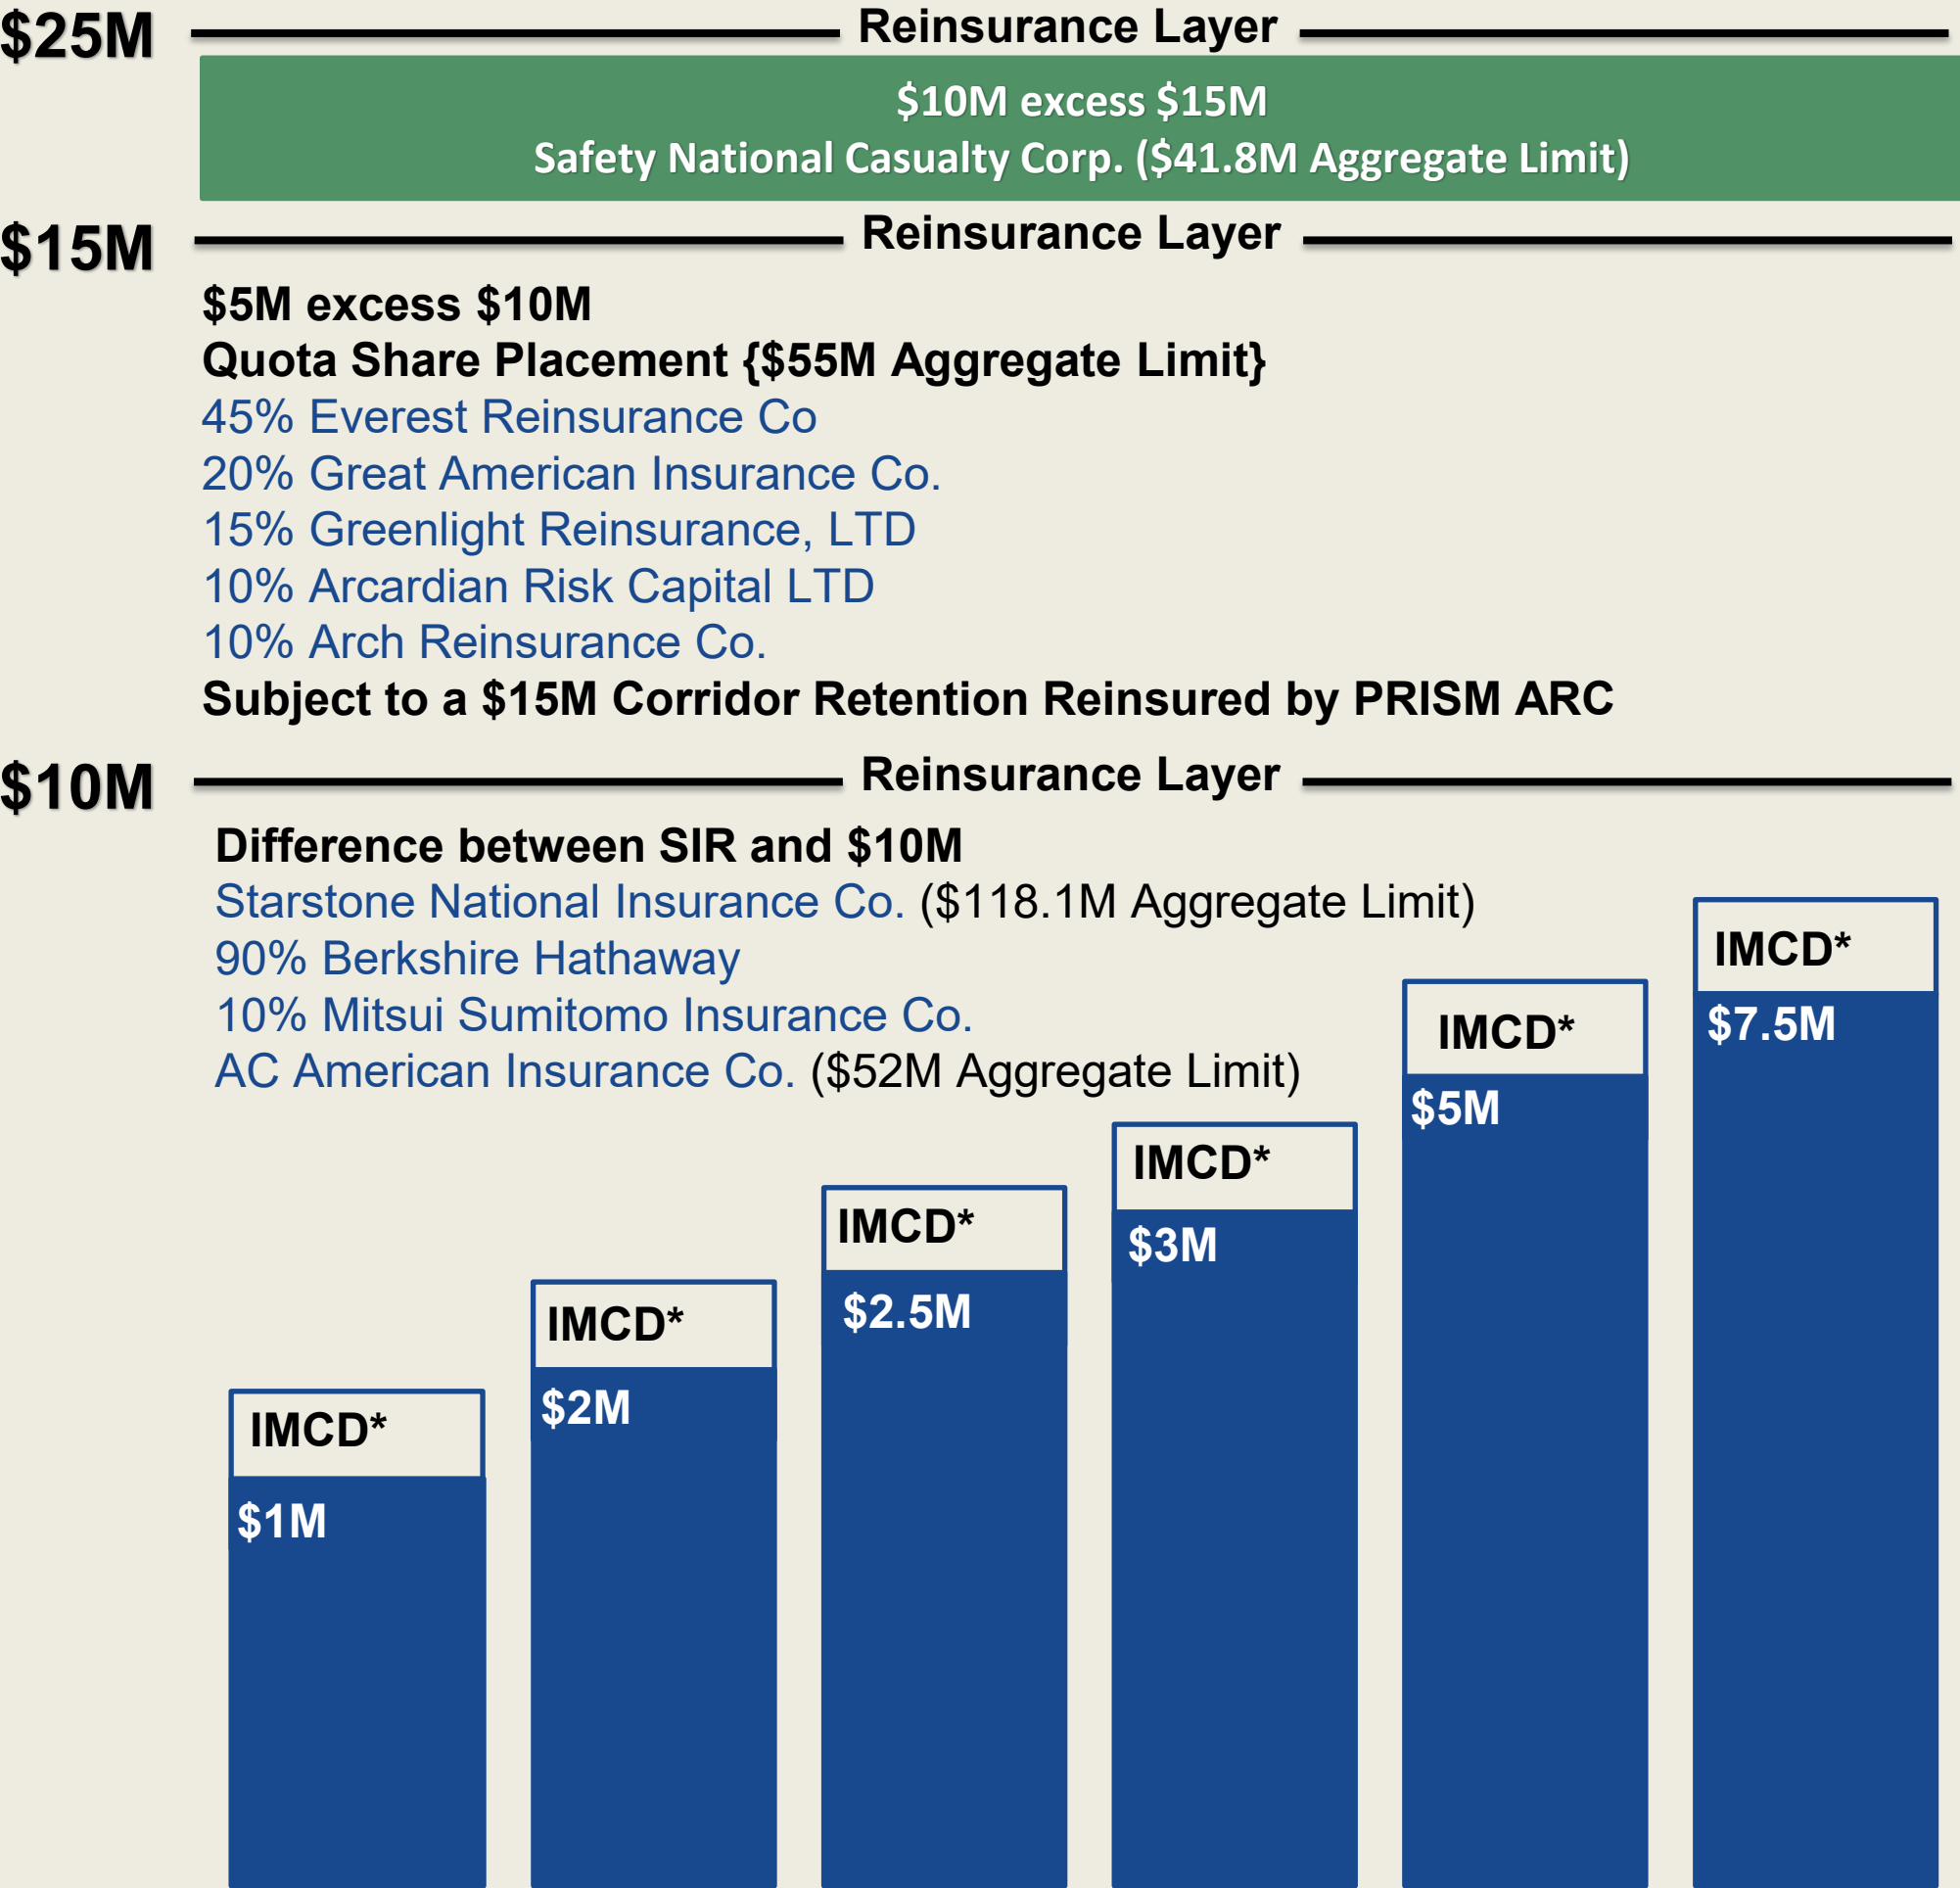 $25M
Reinsurance Layer
$10M excess $15M
Safety National Casualty Corp. ($41.8M Aggregate Limit)
$15M
Reinsurance Layer
$5M excess $10M
Quota Share Placement {$55M Aggregate Limit}
45% Everest Reinsurance Co
20% Great American Insurance Co.
15% Greenlight Reinsurance, LTD
10% Arcardian Risk Capital LTD
10% Arch Reinsurance Co.
Subject to a $15M Corridor Retention Reinsured by PRISM ARC
$10M
Reinsurance Layer
Difference between SIR and $10M
Starstone National Insurance Co. ($118.1M Aggregate Limit)
90% Berkshire Hathaway
10% Mitsui Sumitomo Insurance Co.
AC American Insurance Co. ($52M Aggregate Limit)
IMCD*
$1M
IMCD*
$2M
IMCD*
$2.5M
IMCD*
$3M
IMCD*
$5M
IMCD*
$7.5M